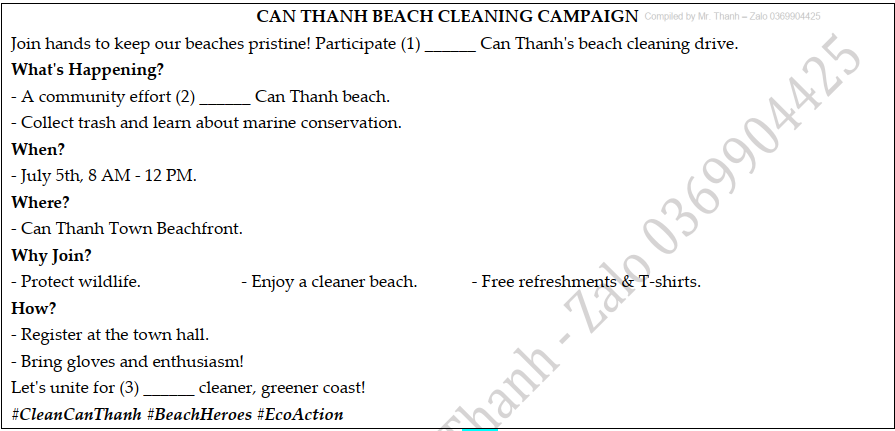 CAN THANH BEACH CLEANING CAMPAIGN Compiled by Mr. Thanh – Zalo 0369904425
Join hands to keep our beaches pristine! Participate (1) ______ Can Thanh's beach cleaning drive.
What's Happening?
- A community effort (2) ______ Can Thanh beach.
- Collect trash and learn about marine conservation.
When?
- July 5th, 8 AM - 12 PM.
Where?
- Can Thanh Town Beachfront.
Why Join?
- Protect wildlife. - Enjoy a cleaner beach. - Free refreshments & T-shirts.
How?
- Register at the town hall.
- Bring gloves and enthusiasm!
Let's unite for (3) ______ cleaner, greener coast!
#CleanCanThanh #BeachHeroes #EcoAction
Thanh - Zalo 0369904425